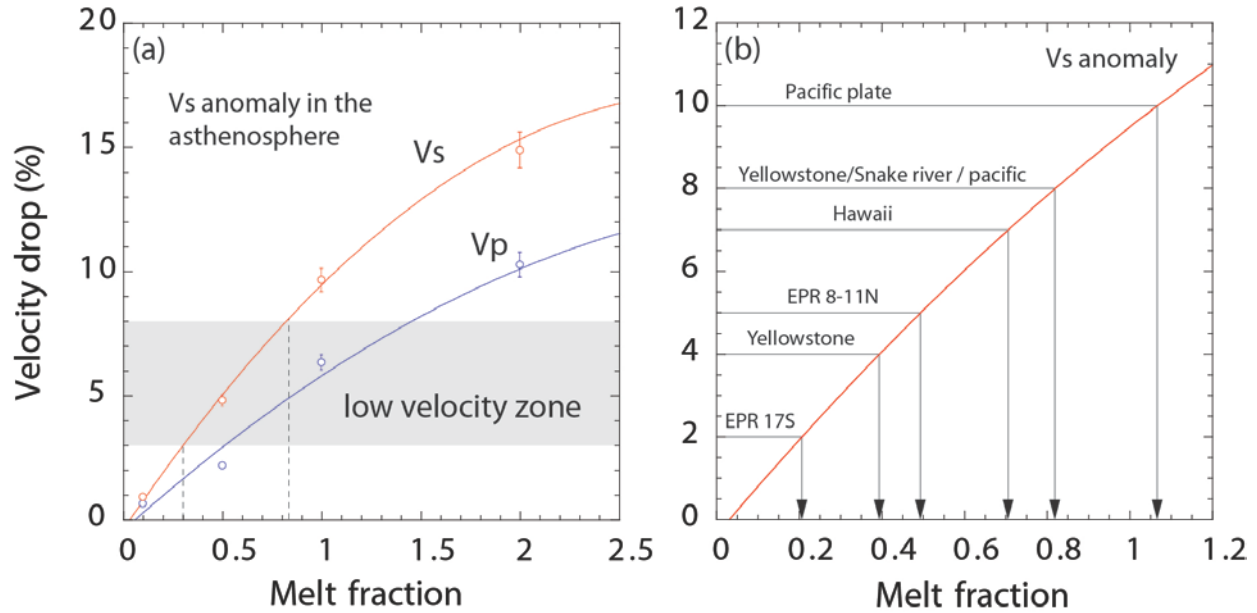 (a)
Vs anomaly in the
asthenosphere
Vs
Vp
low velocity zone
Velocity drop (%)
20
15
10
5
0
0 0.5 1 1.5 2 2.5
Melt fraction
(b)
Vs anomaly
Pacific plate
Yellowstone/Snake river / pacific
Hawaii
EPR 8-11N
Yellowstone
EPR 17S
12
10
8
6
4
2
0
0 0.2 0.4 0.6 0.8 1 1.2
Melt fraction